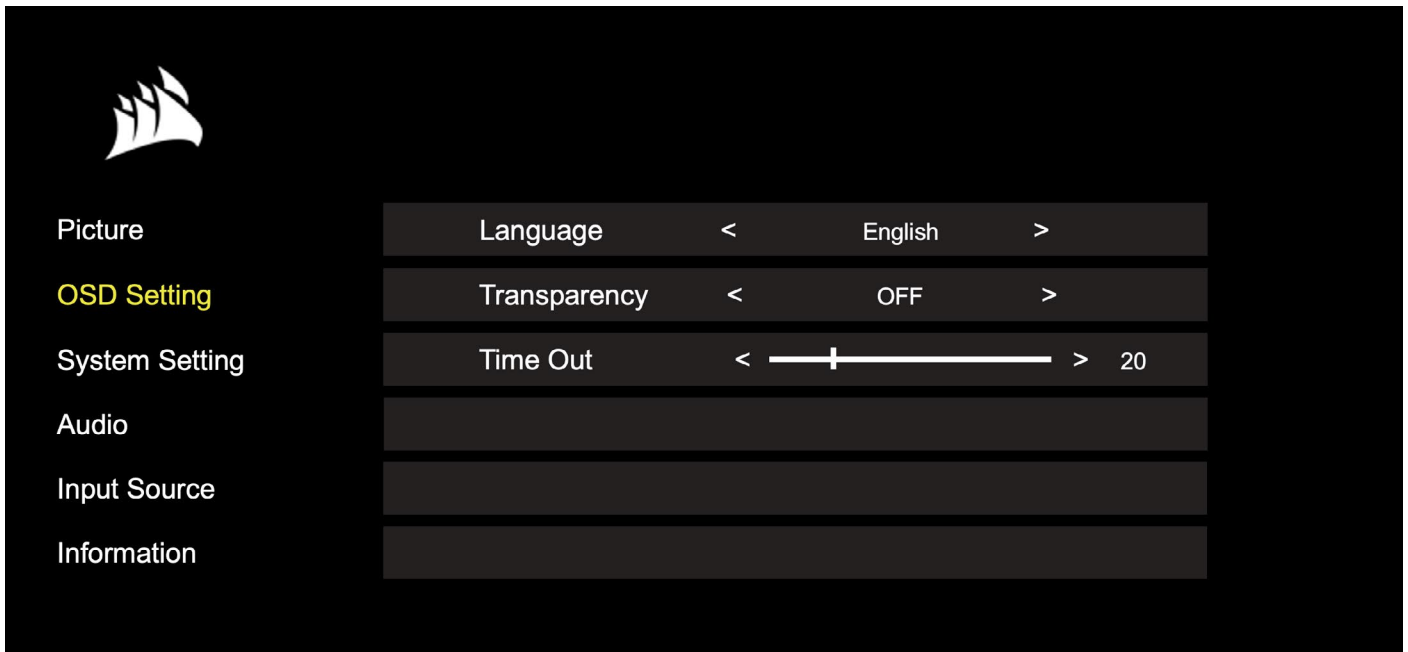 Picture Language < English >
OSD Setting Transparency < OFF >
System Setting Time Out < > 20
Audio
Input Source
Information